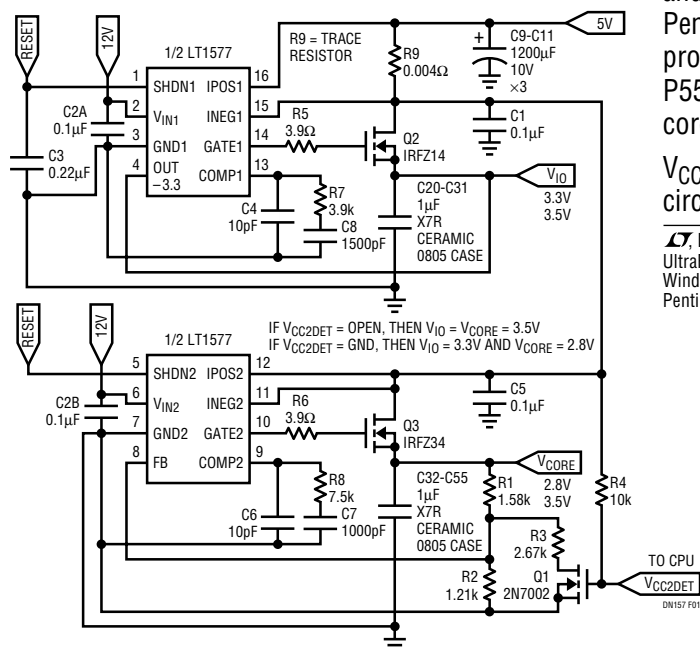 RESET
12V
1/2 LT1577
1 SHDN1 IPOS1 16
2 VIN1 INEG1 15
3 GND1 GATE1 14
4 OUT COMP1 13
–3.3
C2A
0.1µF
C3
0.22µF
R9 = TRACE
RESISTOR
R9
0.004Ω
+
C9-C11
1200µF
10V
×3
5V
C1
0.1µF
R5
3.9Ω
Q2
IRFZ14
VIO
3.3V
3.5V
C4
10pF
R7
3.9k
C8
1500pF
C20-C31
1µF
X7R
CERAMIC
0805 CASE
RESET
12V
IF VCC2DET = OPEN, THEN VIO = VCORE = 3.5V
IF VCC2DET = GND, THEN VIO = 3.3V AND VCORE = 2.8V
1/2 LT1577
5 SHDN2 IPOS2 12
6 VIN2 INEG2 11
7 GND2 GATE2 10
8 FB COMP2 9
C2B
0.1µF
C5
0.1µF
R6
3.9Ω
Q3
IRFZ34
VCORE
2.8V
3.5V
R1
1.58k
R4
10k
C6
10pF
R8
7.5k
C7
1000pF
C32-C55
1µF
X7R
CERAMIC
0805 CASE
R3
2.67k
R2
1.21k
Q1
2N7002
TO CPU
VCC2DET
DN157 F01
Pen
pro
P55
cor
VCC
circ
Ultra
Wind
Penti